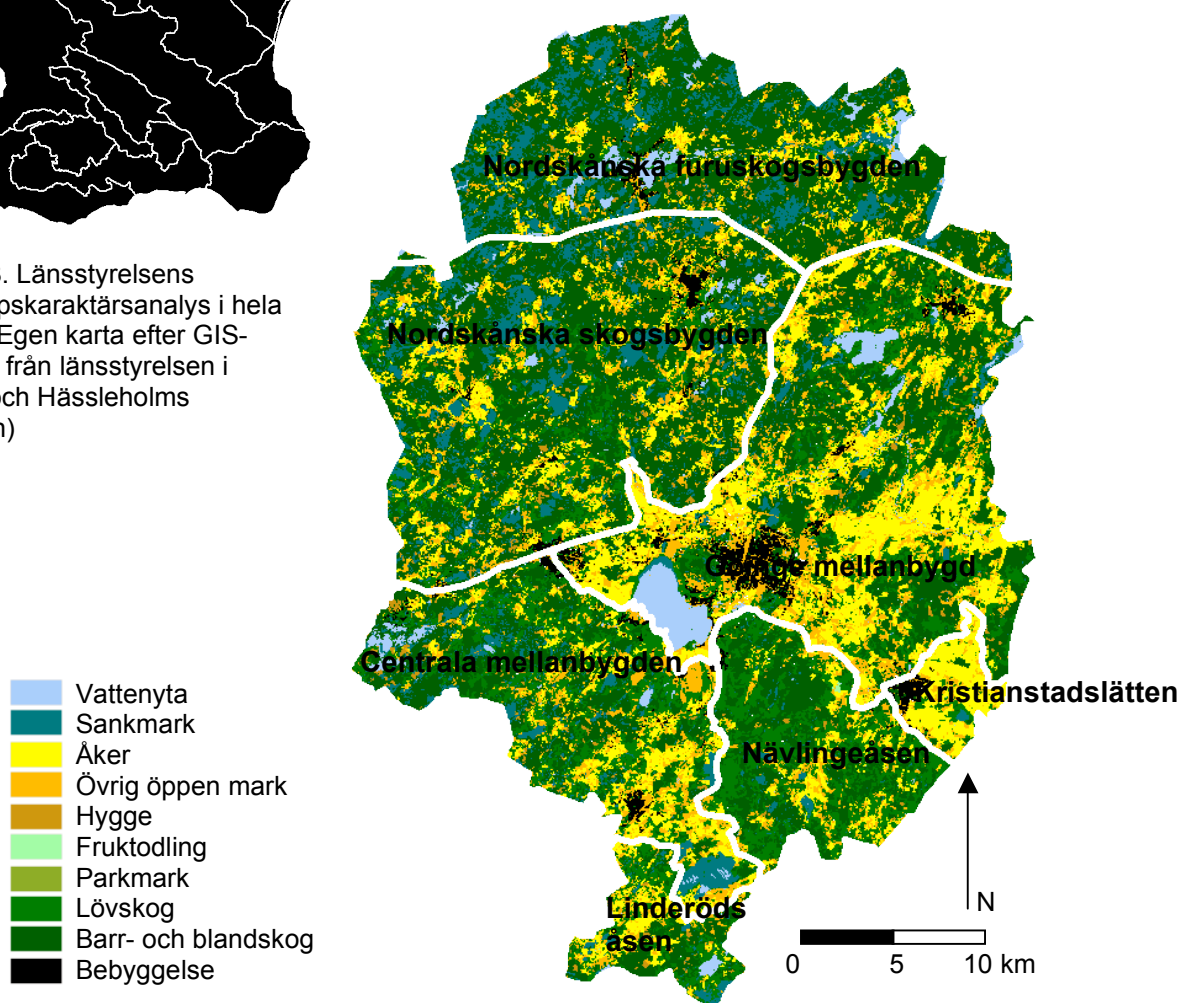 Nordskånska furuskogsbygden
. Länsstyrelsens
pskaraktärsanalys i hela
Egen karta efter GIS-
från länsstyrelsen i
och Hässleholms
)
Nordskånska skogsbygden
mellanbygd
Centrala mellanbygden
Kristianstadslätten
Nävlingeåsen
Linderöds
åsen
Vattenyta
Sankmark
Åker
Övrig öppen mark
Hygge
Fruktodling
Parkmark
Lövskog
Barr- och blandskog
Bebyggelse
N
0 5 10 km